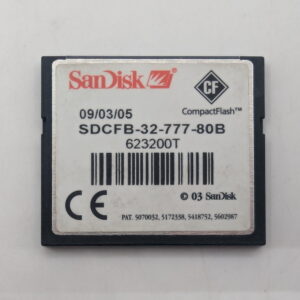 SanDisk
CF
CompactFlash™
09/03/05
SDCFB-32-777-80B
623200T
CE
© 03 SanDisk
PAT. 5070032, 5172338, 5418752, 5602987